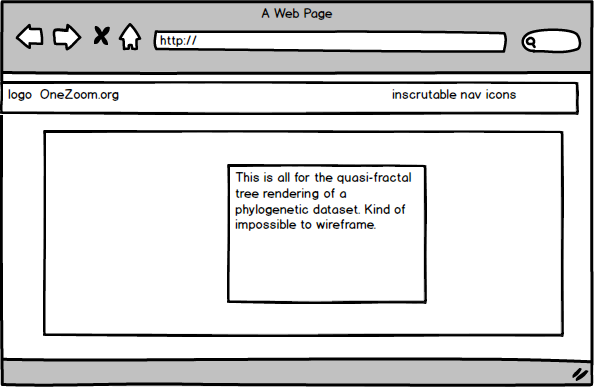 A Web Page
http://
logo OneZoom.org
inscrutable nav icons
This is all for the quasi-fractal
tree rendering of a
phylogenetic dataset. Kind of
impossible to wireframe.